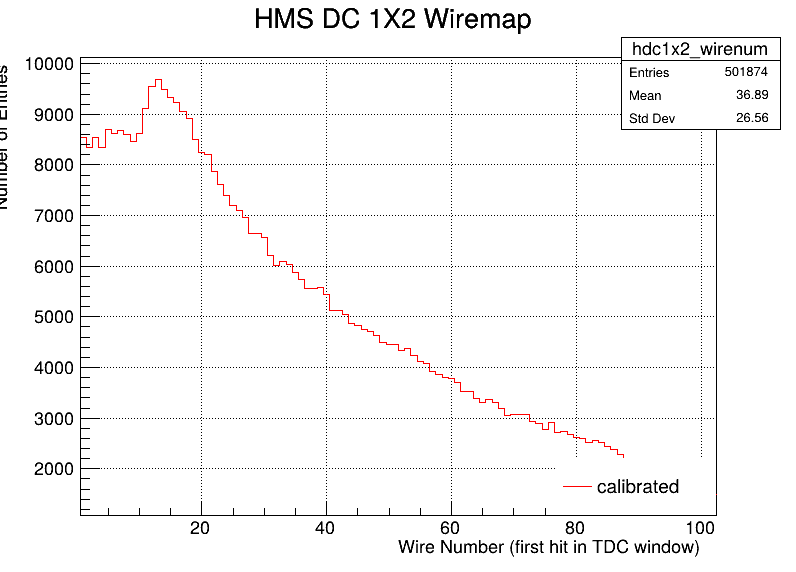 HMS DC 1X2 Wiremap
hdc1x2_wirenum
Entries 501874
Mean 36.89
Std Dev 26.56
Number of Entries
10000
9000
8000
7000
6000
5000
4000
3000
2000
calibrated
20 40 60 80 100
Wire Number (first hit in TDC window)